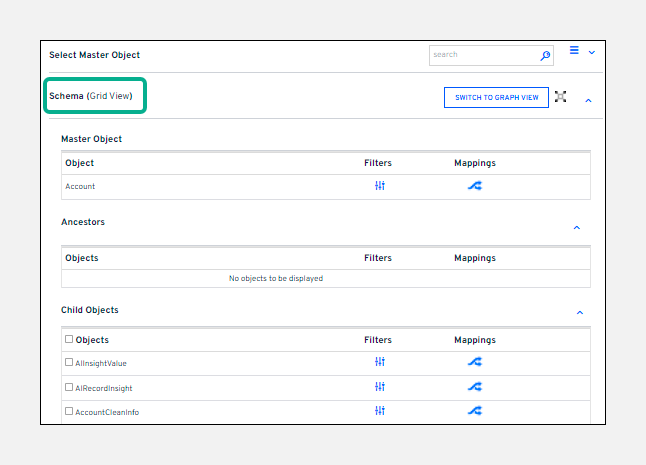 Select Master Object
search
Schema (Grid View)
SWITCH TO GRAPH VIEW
Master Object
Object Filters Mappings
Account
Ancestors
Objects Filters Mappings
No objects to be displayed
Child Objects
Objects Filters Mappings
AIInsightValue
AIRecordInsight
AccountCleanInfo